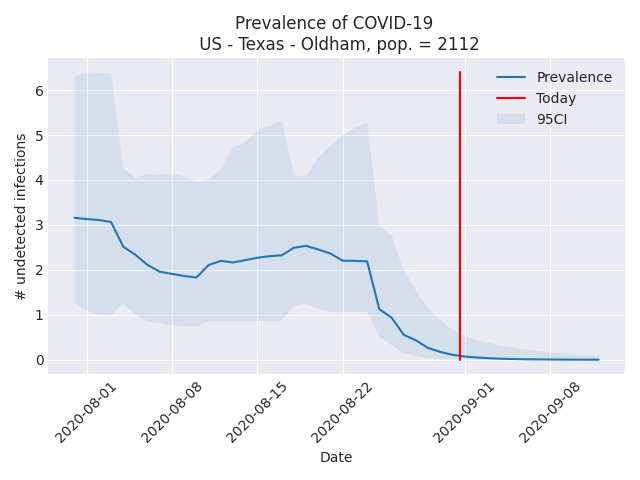 Prevalence of COVID-19
US - Texas - Oldham, pop. = 2112
Prevalence
Today
95CI
# undetected infections
6
5
4
3
2
1
0
2020-08-01
2020-08-08
2020-08-15
2020-08-22
2020-09-01
2020-09-08
Date